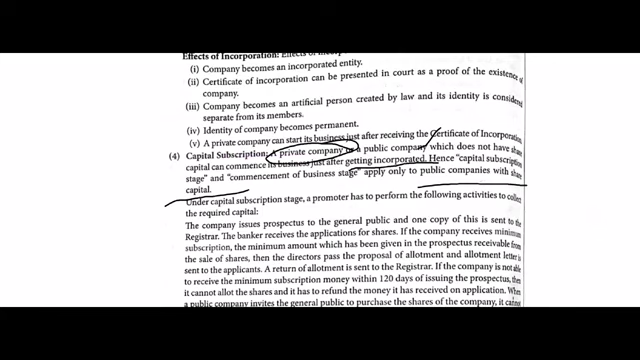 Effects of Incorporation: Effects of Incor
(i) Company becomes an incorporated entity.
(ii) Certificate of incorporation can be presented in court as a proof of the existence of
company.
(iii) Company becomes an artificial person created by law and its identity is considered
separate from its members.
(iv) Identity of company becomes permanent.
(v) A private company can start its business just after receiving the Certificate of Incorporation.
(4) Capital Subscription: A private company or a public company which does not have share
capital can commence its business just after getting incorporated. Hence "capital subscription
stage" and "commencement of business stage" apply only to public companies with share
capital.
Under capital subscription stage, a promoter has to perform the following activities to collect
the required capital:
The company issues prospectus to the general public and one copy of this is sent to the
Registrar. The banker receives the applications for shares. If the company receives minimum
subscription, the minimum amount which has been given in the prospectus receivable from
the sale of shares, then the directors pass the proposal of allotment and allotment letter is
sent to the applicants. A return of allotment is sent to the Registrar. If the company is not able
to receive the minimum subscription money within 120 days of issuing the prospectus, then
it cannot allot the shares and it has to refund the money it has received on application. When
a public company invites the general public to purchase the shares of the company, it cannot